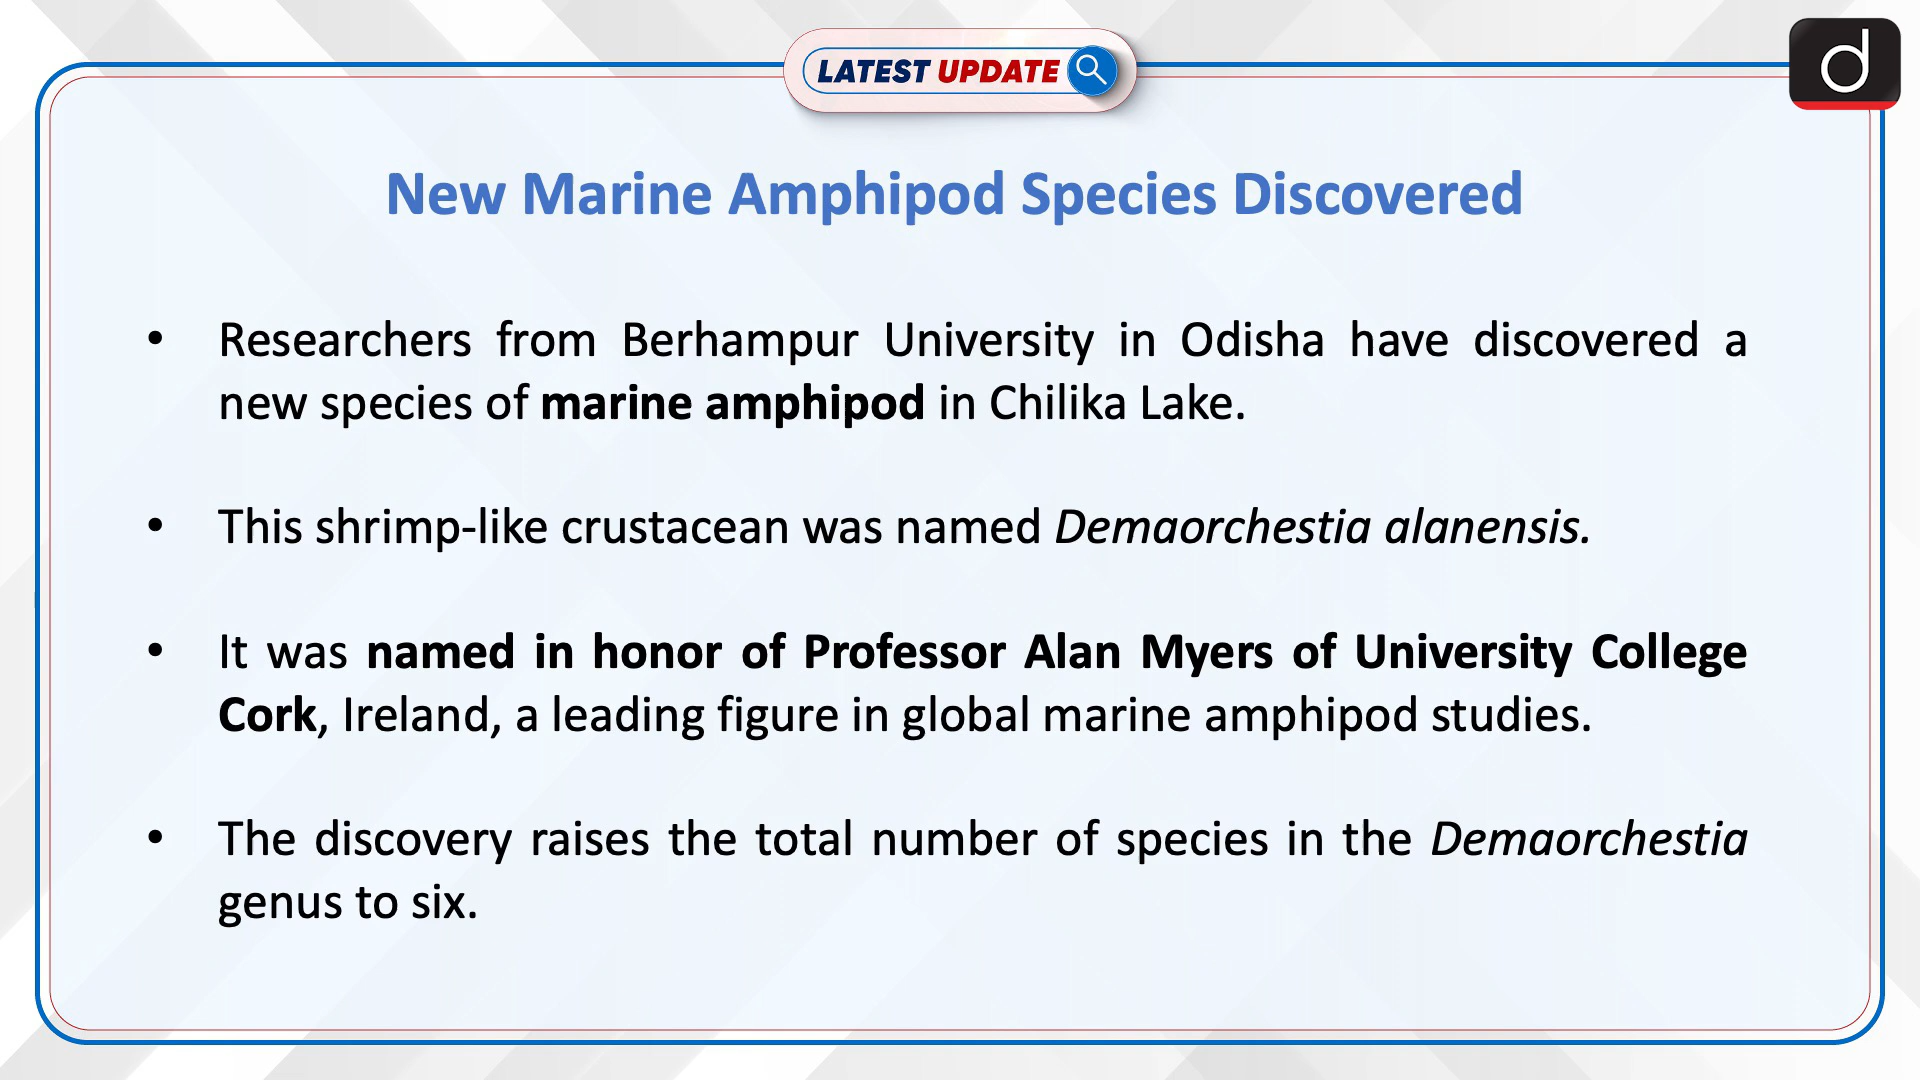 LATEST UPDATE
d
New Marine Amphipod Species Discovered
• Researchers from Berhampur University in Odisha have discovered a
new species of marine amphipod in Chilika Lake.
• This shrimp-like crustacean was named Demaorchestia alanensis.
• It was named in honor of Professor Alan Myers of University College
Cork, Ireland, a leading figure in global marine amphipod studies.
• The discovery raises the total number of species in the Demaorchestia
genus to six.